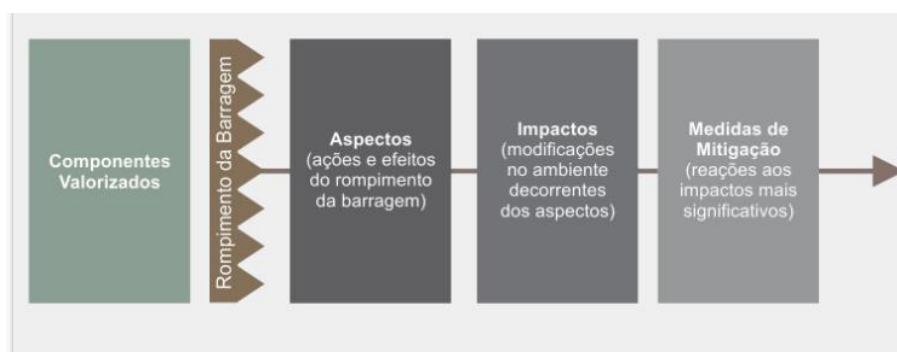 Componentes
Valorizados
Rompimento da Barragem
Aspectos
(ações e efeitos
do rompimento
da barragem)
Impactos
(modificações
no ambiente
decorrentes
dos aspectos)
Medidas de
Mitigação
(reações aos
impactos mais
significativos)